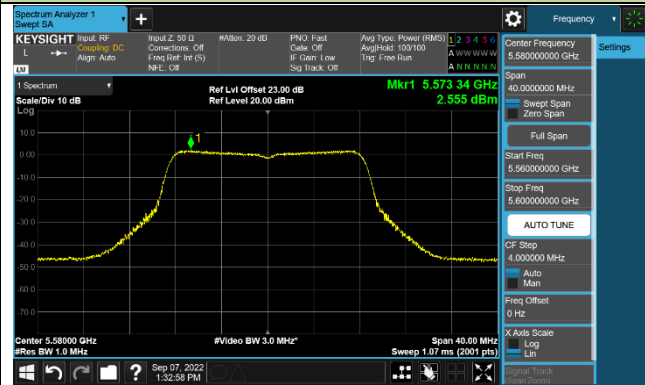 Spectrum Analyzer 1
Swept SA
Frequency
KEYSIGHT
Input: RF
Coupling: DC
Align: Auto
Input Z: 50 Ω
Corrections: Off
Freq Ref: Int (S)
NFE: Off
#Atten: 20 dB
PNO: Fast
Gate: Off
IF Gain: Low
Sig Track: Off
Avg Type: Power (RMS)
Avg|Hold: 100/100
Trig: Free Run
1 2 3 4 5 6
A W W W W W
A N N N N N
L
LXI
1 Spectrum
Scale/Div 10 dB
Log
Ref Lvl Offset 23.00 dB
Ref Level 20.00 dBm
Mkr1 5.573 34 GHz
2.555 dBm
1
10.0
0.00
-10.0
-20.0
-30.0
-40.0
-50.0
-60.0
-70.0
Center 5.58000 GHz
#Res BW 1.0 MHz
#Video BW 3.0 MHz*
Span 40.00 MHz
Sweep 1.07 ms (2001 pts)
Sep 07, 2022
1:32:58 PM
Center Frequency
5.580000000 GHz
Settings
Span
40.0000000 MHz
Swept Span
Zero Span
Full Span
Start Freq
5.560000000 GHz
Stop Freq
5.600000000 GHz
AUTO TUNE
CF Step
4.000000 MHz
Auto
Man
Freq Offset
0 Hz
X Axis Scale
Log
Lin
Signal Track
(Span Zoom)